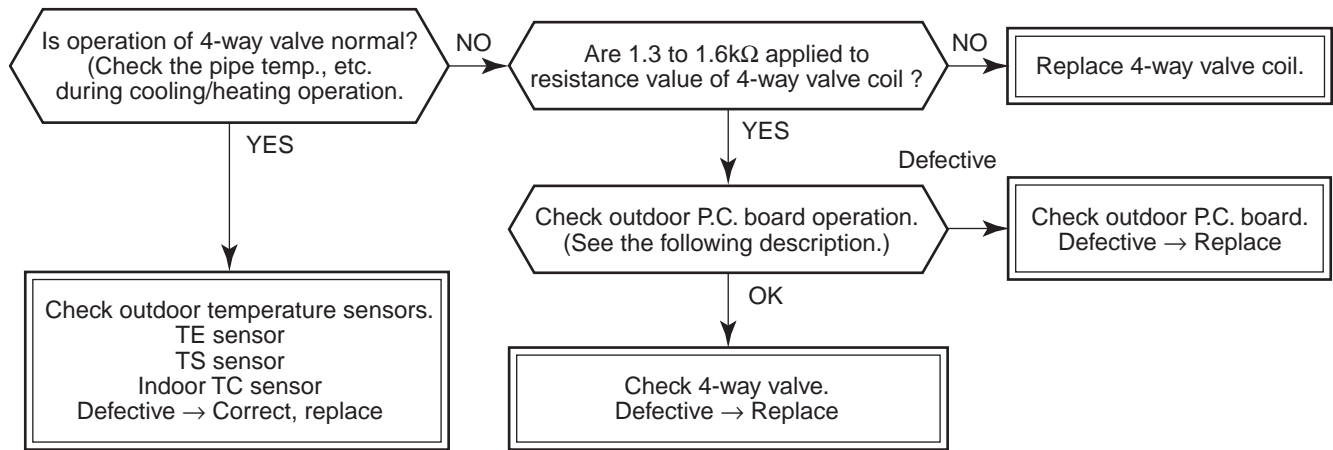 Is operation of 4-way valve normal?
(Check the pipe temp., etc.
during cooling/heating operation.
NO
Are 1.3 to 1.6kΩ applied to
resistance value of 4-way valve coil ?
NO
Replace 4-way valve coil.
YES
YES
Defective
Check outdoor P.C. board operation.
(See the following description.)
Check outdoor P.C. board.
Defective → Replace
OK
Check outdoor temperature sensors.
TE sensor
TS sensor
Indoor TC sensor
Defective → Correct, replace
Check 4-way valve.
Defective → Replace